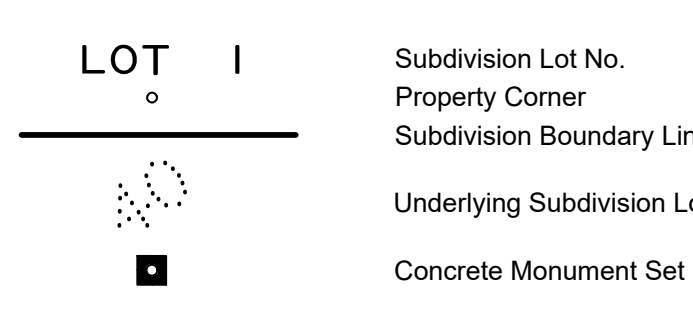 LOT 1 Subdivision Lot No.
Property Corner
Subdivision Boundary Lin
Underlying Subdivision Lo
Concrete Monument Set